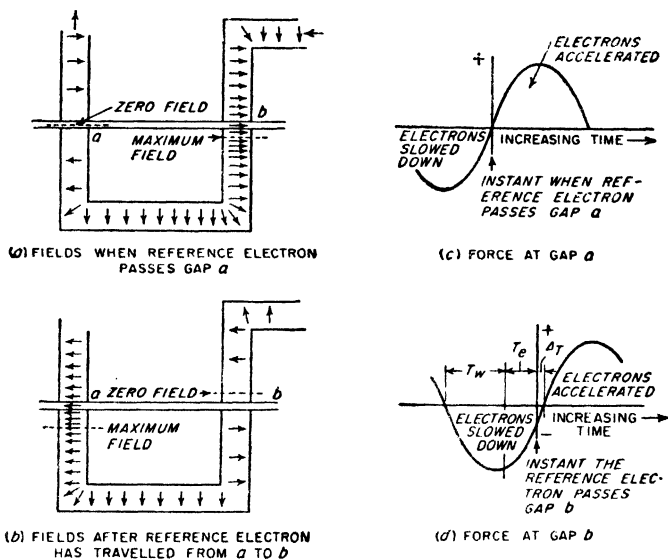 ZERO FIELD
a
b
MAXIMUM
FIELD
(a) FIELDS WHEN REFERENCE ELECTRON
PASSES GAP a
+
ELECTRONS
ACCELERATED
ELECTRONS
SLOWED
DOWN
INCREASING TIME
INSTANT WHEN REF-
ERENCE ELECTRON
PASSES GAP a
(c) FORCE AT GAP a
a
ZERO FIELD
b
MAXIMUM
FIELD
(b) FIELDS AFTER REFERENCE ELECTRON
HAS TRAVELLED FROM a TO b
+
Tw
Te
ΔT
ELECTRONS
ACCELERATED
ELECTRONS
SLOWED
DOWN
INCREASING
TIME
−
INSTANT THE
REFERENCE ELEC-
TRON PASSES
GAP b
(d) FORCE AT GAP b